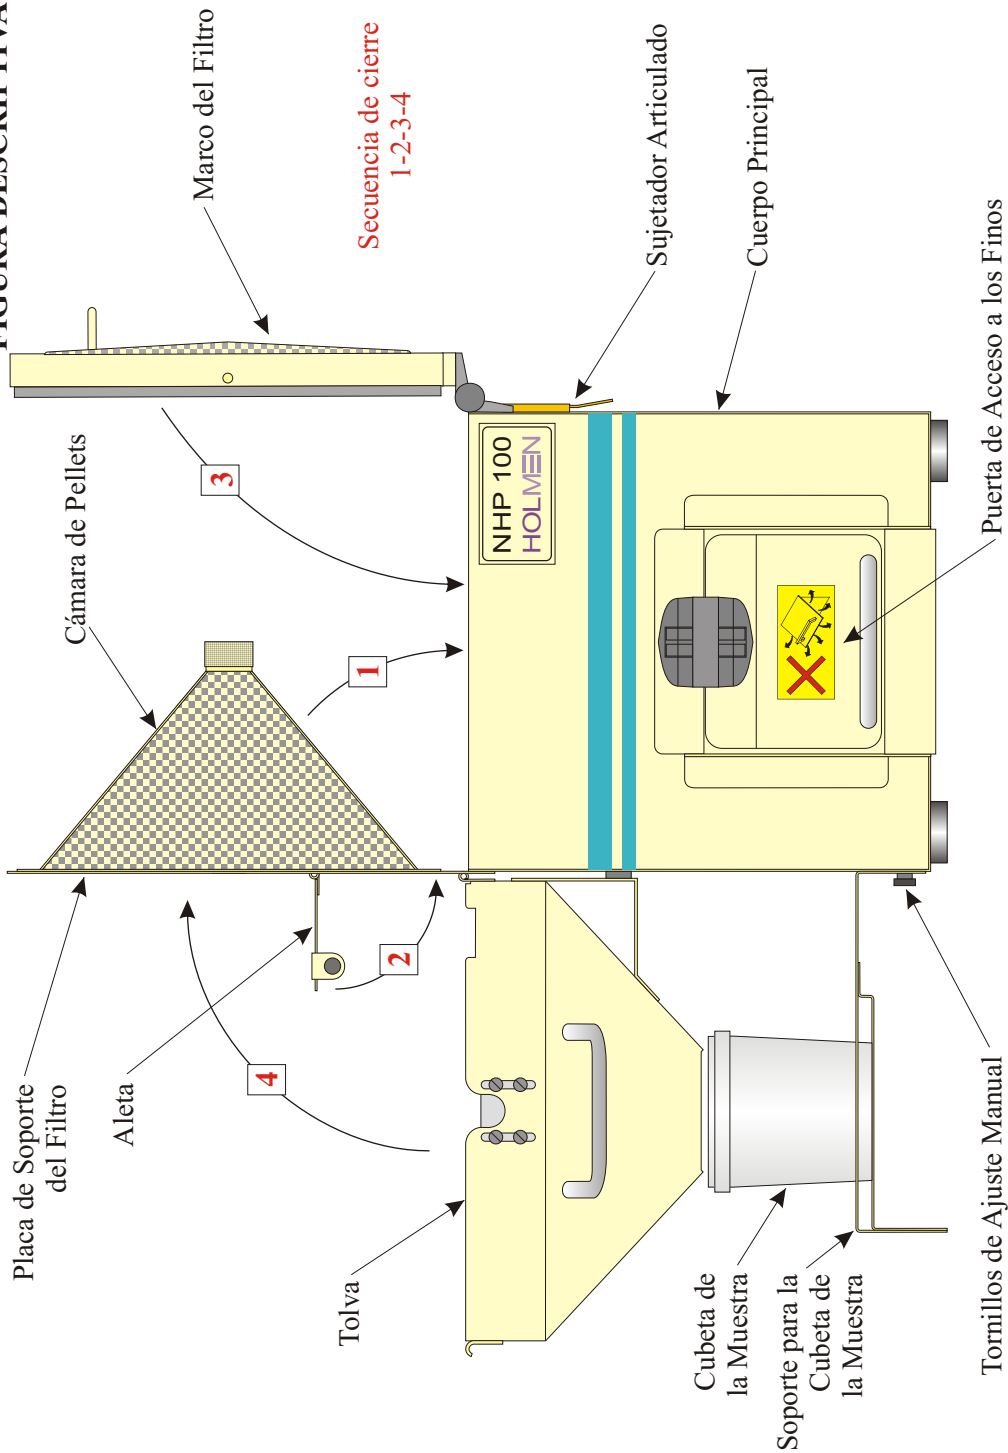 FIGURA DESCRIPTIVA
Marco del Filtro
Secuencia de cierre
1-2-3-4
Sujetador Articulado
Cuerpo Principal
Puerta de Acceso a los Finos
Cámara de Pellets
3
1
NHP 100
HOLMEN
Placa de Soporte
del Filtro
Aleta
2
4
Tolva
Cubeta de
la Muestra
Soporte para la
Cubeta de
la Muestra
Tornillos de Ajuste Manual